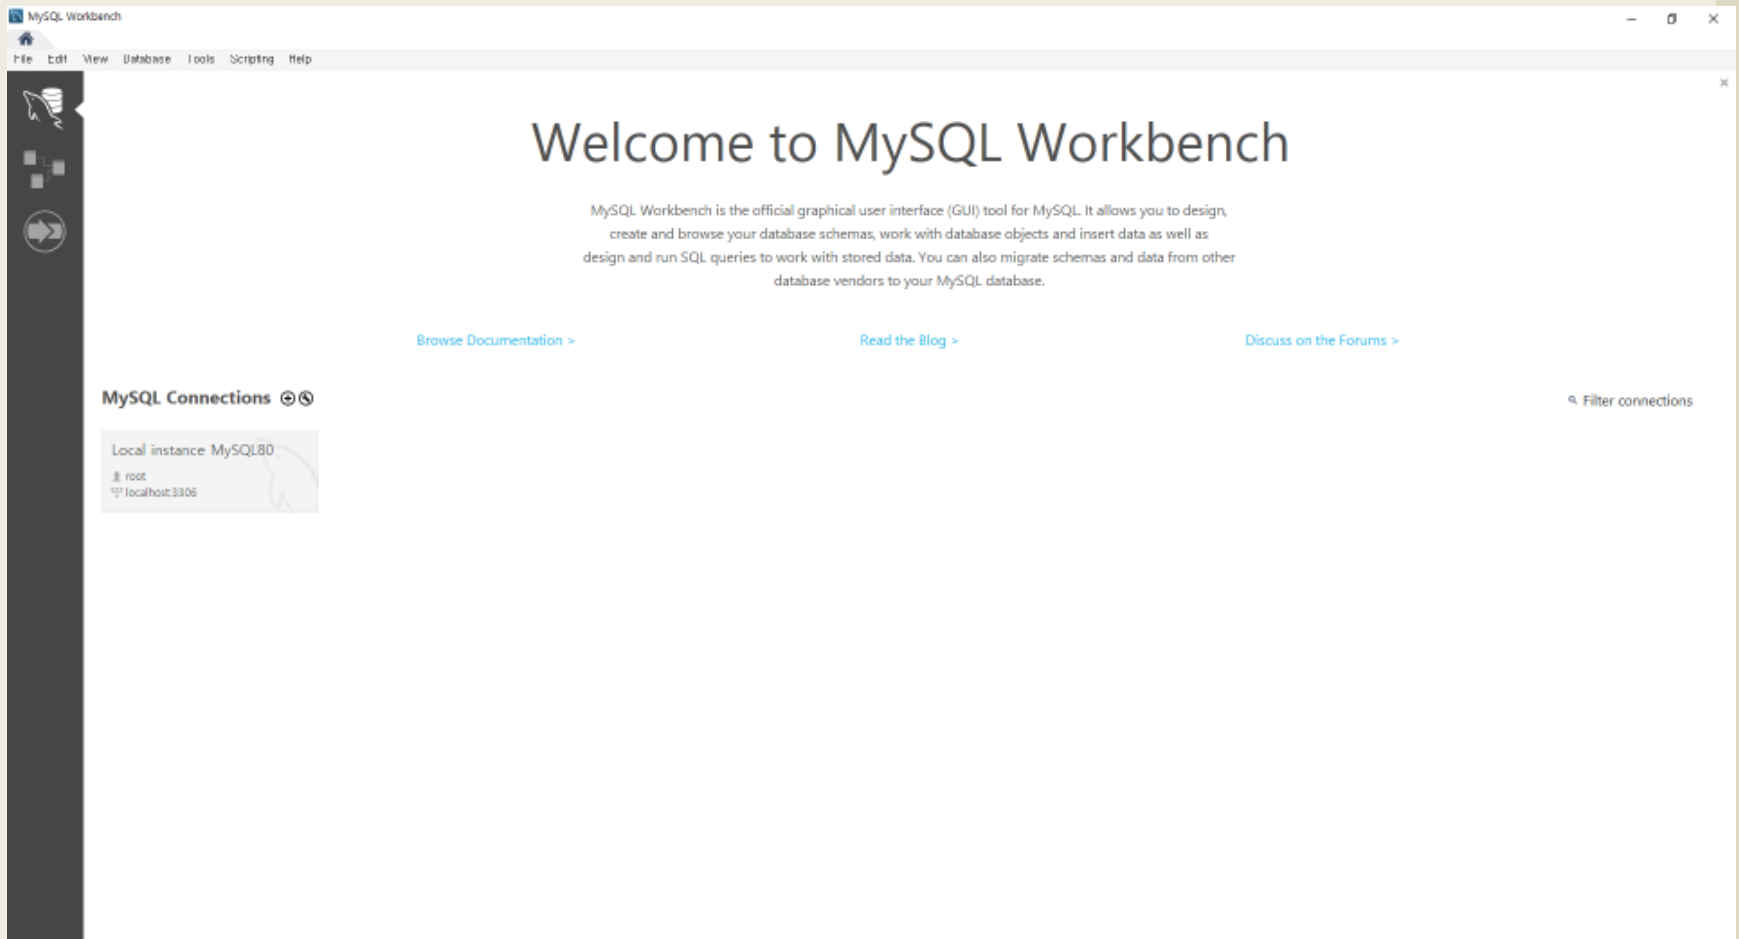 MySQL Workbench
File Edit View Database Tools Scripting Help
Welcome to MySQL Workbench
MySQL Workbench is the official graphical user interface (GUI) tool for MySQL. It allows you to design,
create and browse your database schemas, work with database objects and insert data as well as
design and run SQL queries to work with stored data. You can also migrate schemas and data from other
database vendors to your MySQL database.
Browse Documentation >
Read the Blog >
Discuss on the Forums >
MySQL Connections
Filter connections
Local instance MySQL80
root
localhost:3306